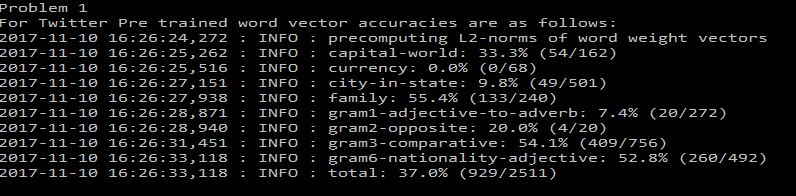 Problem 1
For Twitter Pre trained word vector accuracies are as follows:
2017-11-10 16:26:24,272 : INFO : precomputing L2-norms of word weight vectors
2017-11-10 16:26:25,262 : INFO : capital-world: 33.3% (54/162)
2017-11-10 16:26:25,516 : INFO : currency: 0.0% (0/68)
2017-11-10 16:26:27,151 : INFO : city-in-state: 9.8% (49/501)
2017-11-10 16:26:27,938 : INFO : family: 55.4% (133/240)
2017-11-10 16:26:28,871 : INFO : gram1-adjective-to-adverb: 7.4% (20/272)
2017-11-10 16:26:28,940 : INFO : gram2-opposite: 20.0% (4/20)
2017-11-10 16:26:31,451 : INFO : gram3-comparative: 54.1% (409/756)
2017-11-10 16:26:33,118 : INFO : gram6-nationality-adjective: 52.8% (260/492)
2017-11-10 16:26:33,118 : INFO : total: 37.0% (929/2511)